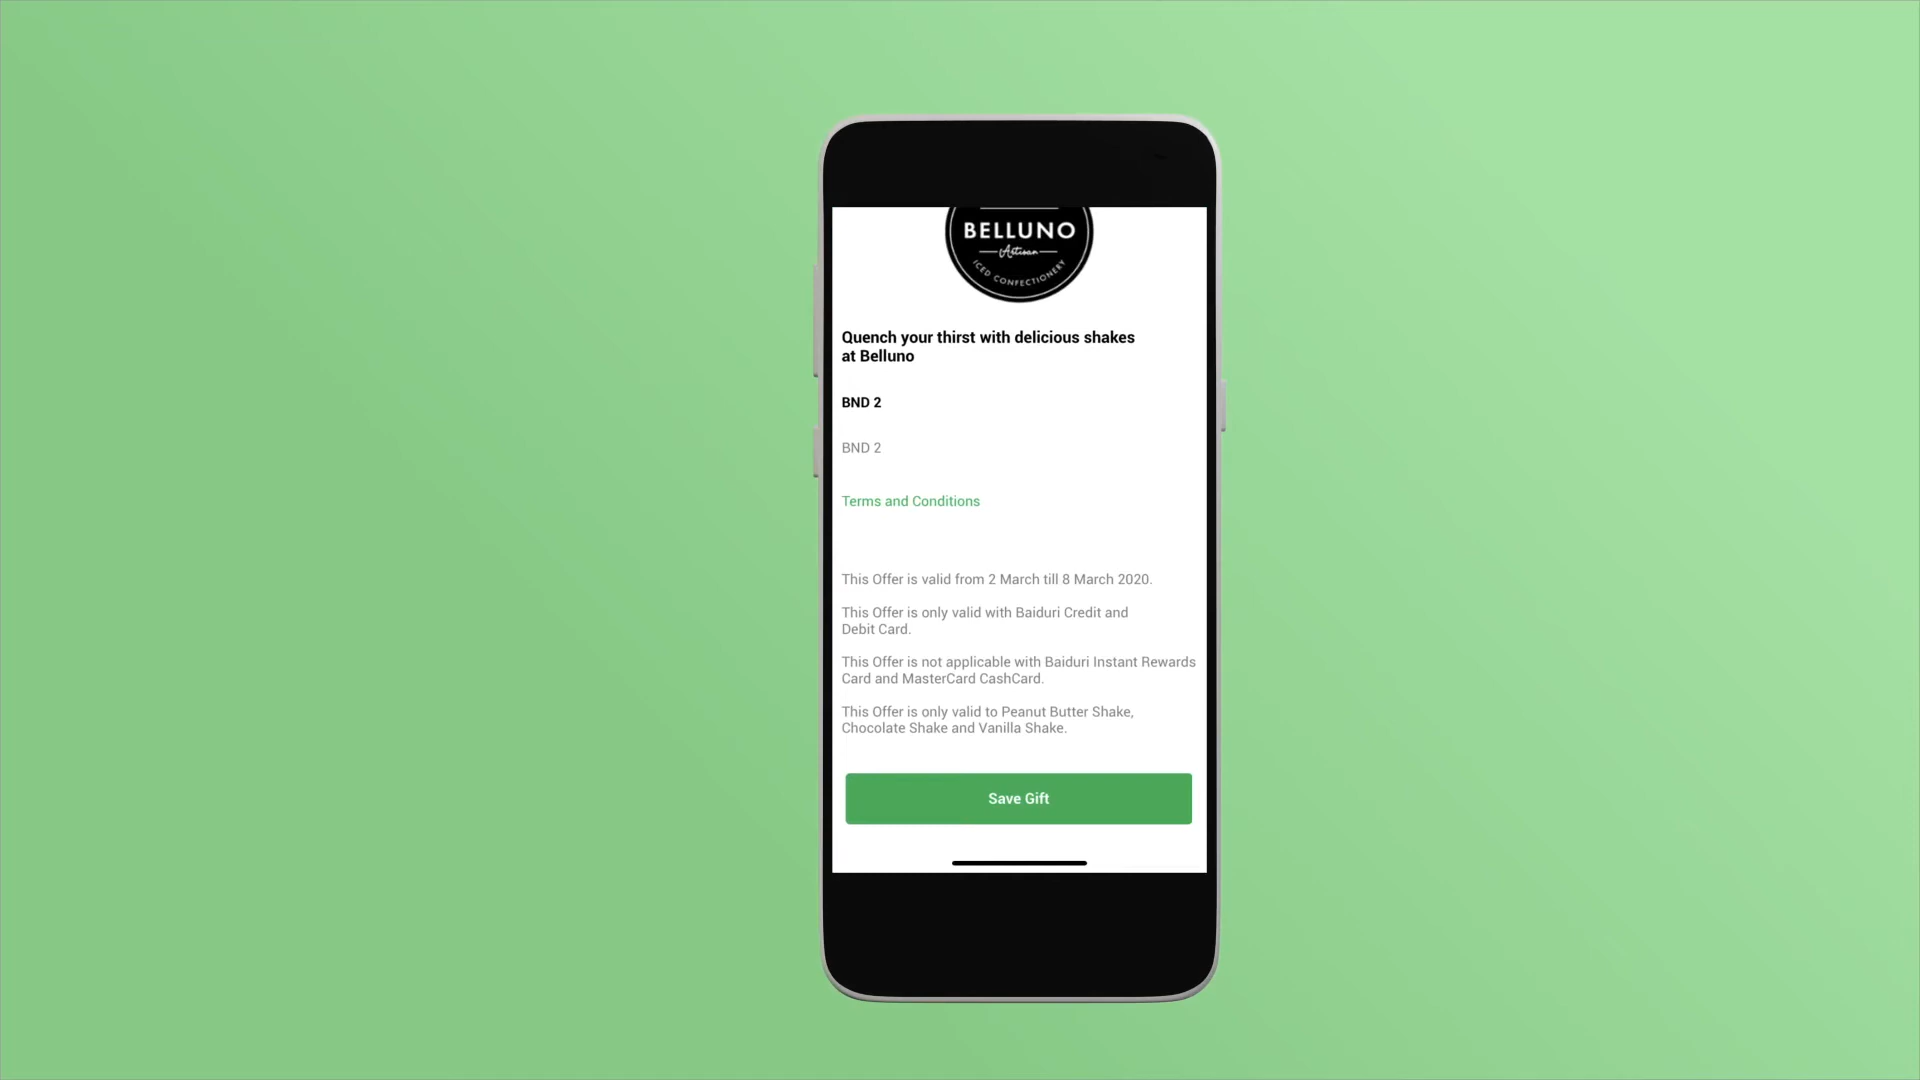 BELLUNO
Artisan
ICED CONFECTIONERY
Quench your thirst with delicious shakes
at Belluno
BND 2
BND 2
Terms and Conditions
This Offer is valid from 2 March till 8 March 2020.
This Offer is only valid with Baiduri Credit and
Debit Card.
This Offer is not applicable with Baiduri Instant Rewards
Card and MasterCard CashCard.
This Offer is only valid to Peanut Butter Shake,
Chocolate Shake and Vanilla Shake.
Save Gift